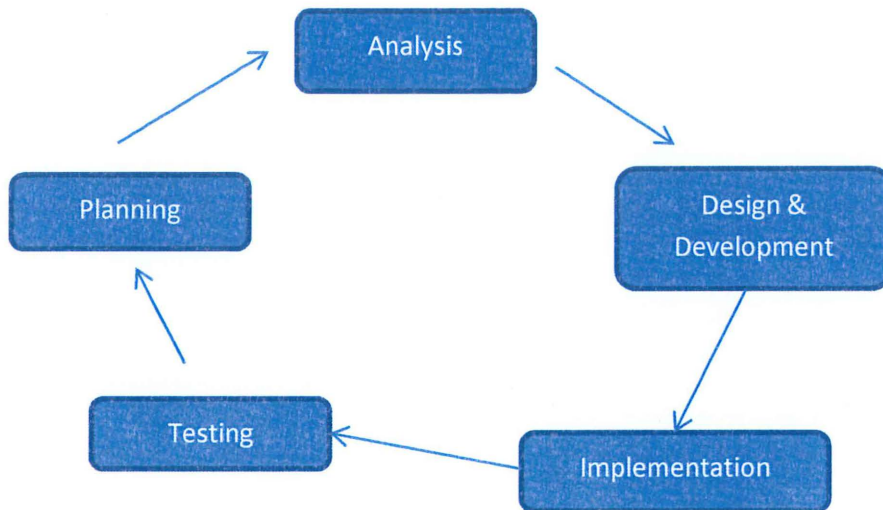 Analysis
Planning
Design &
Development
Testing
Implementation